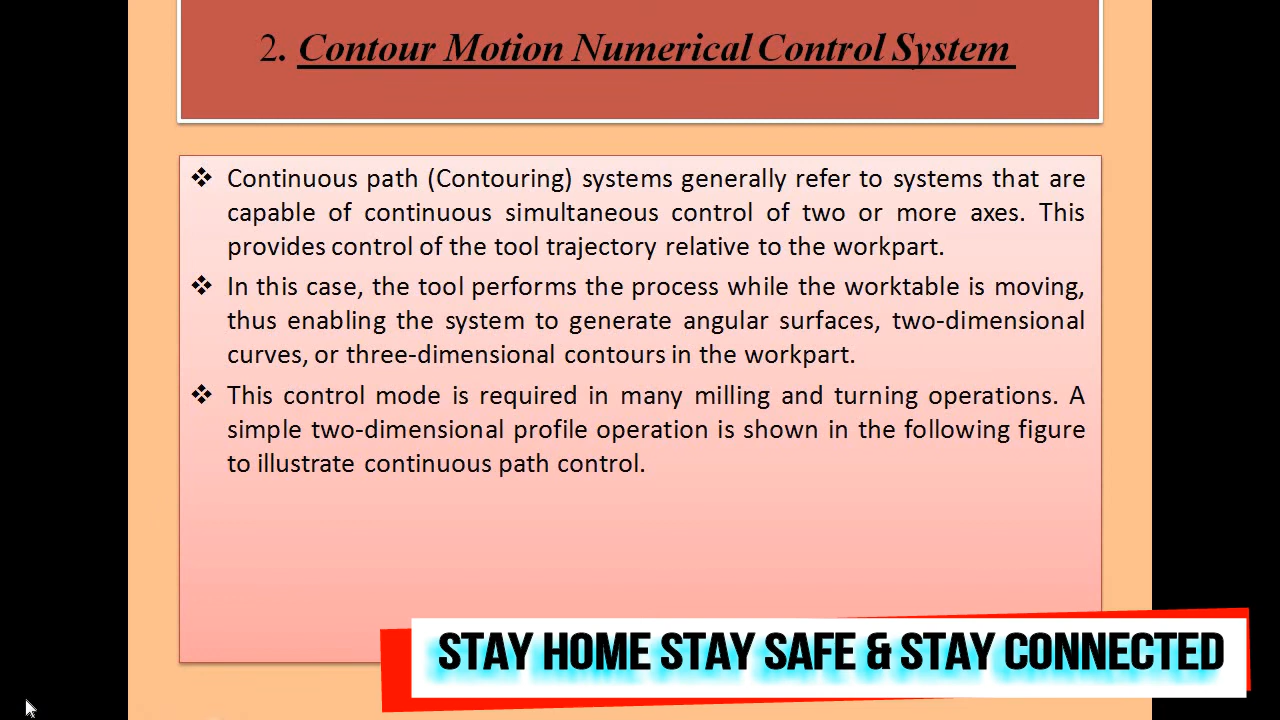 2. Contour Motion Numerical Control System
❖ Continuous path (Contouring) systems generally refer to systems that are
capable of continuous simultaneous control of two or more axes. This
provides control of the tool trajectory relative to the workpart.
❖ In this case, the tool performs the process while the worktable is moving,
thus enabling the system to generate angular surfaces, two-dimensional
curves, or three-dimensional contours in the workpart.
❖ This control mode is required in many milling and turning operations. A
simple two-dimensional profile operation is shown in the following figure
to illustrate continuous path control.
STAY HOME STAY SAFE & STAY CONNECTED